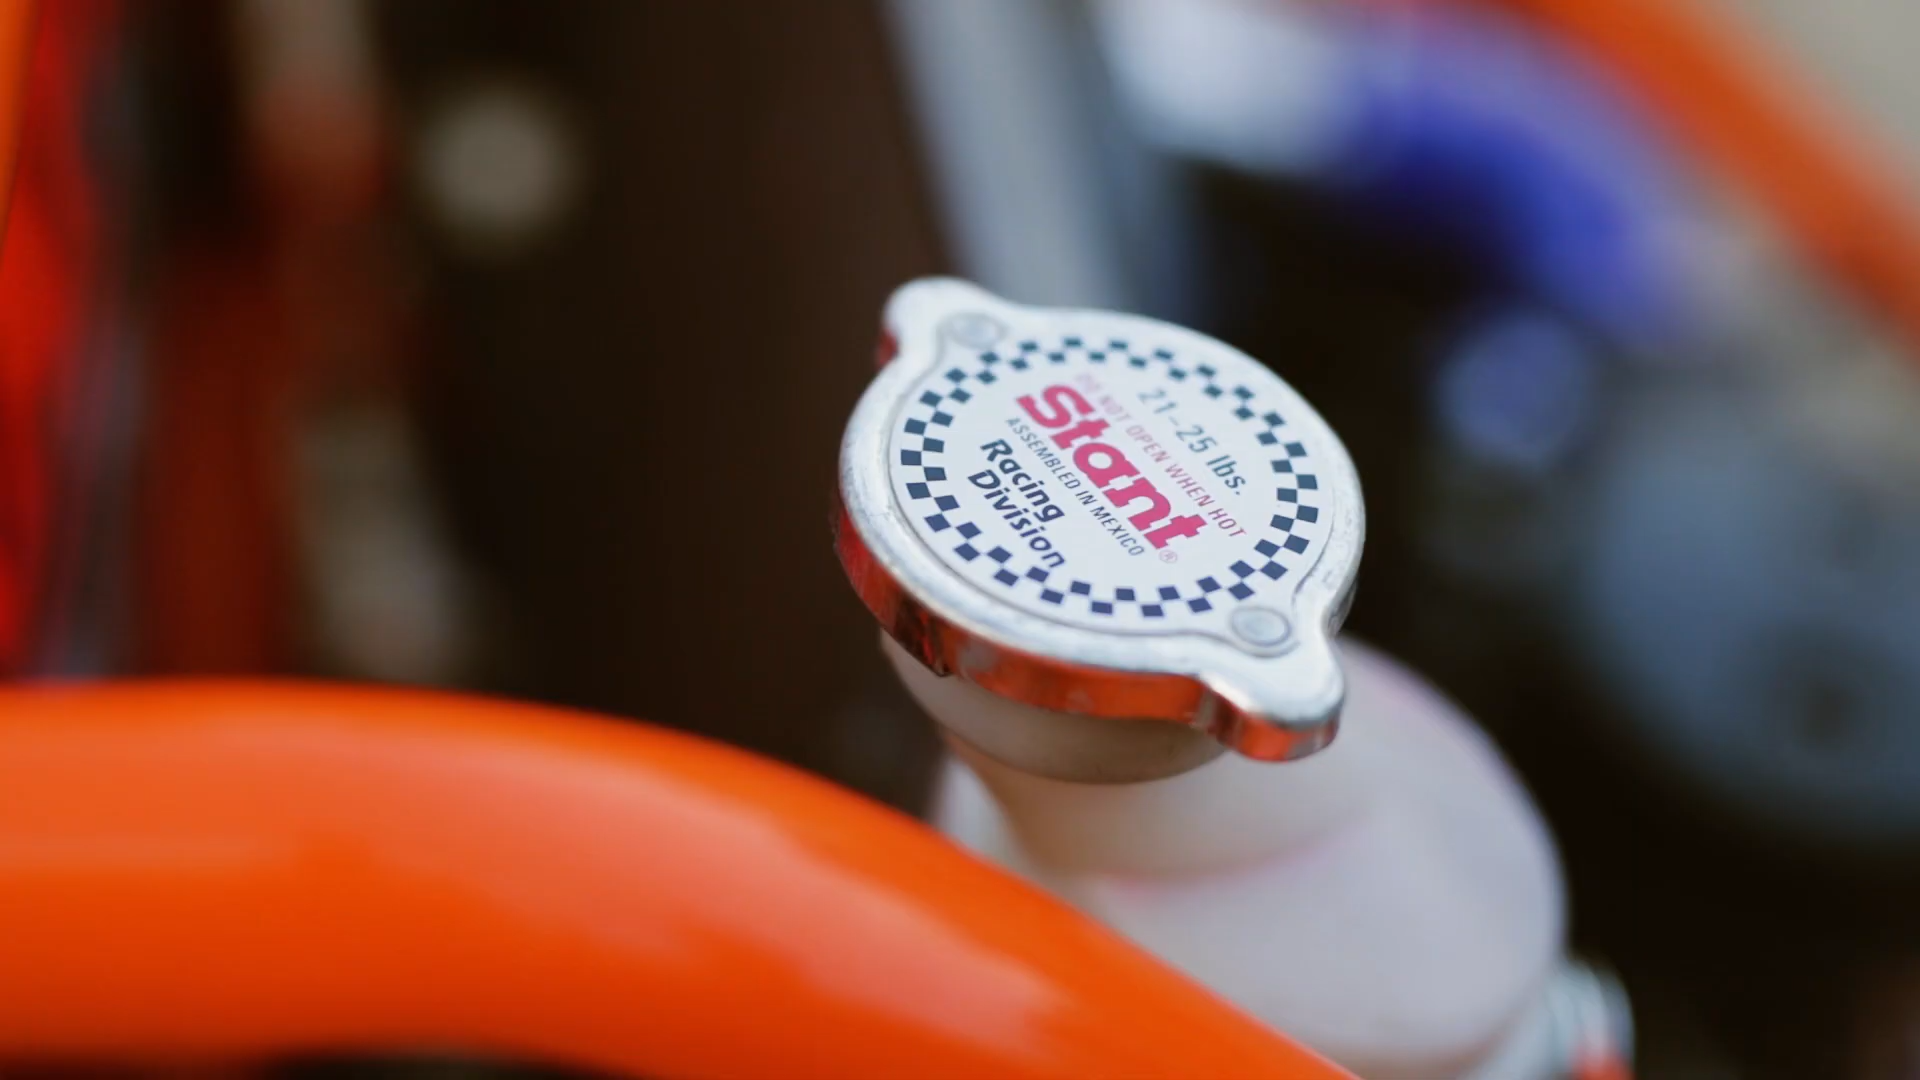 21-25 lbs.
DO NOT OPEN WHEN HOT
Stant®
ASSEMBLED IN MEXICO
Racing
Division